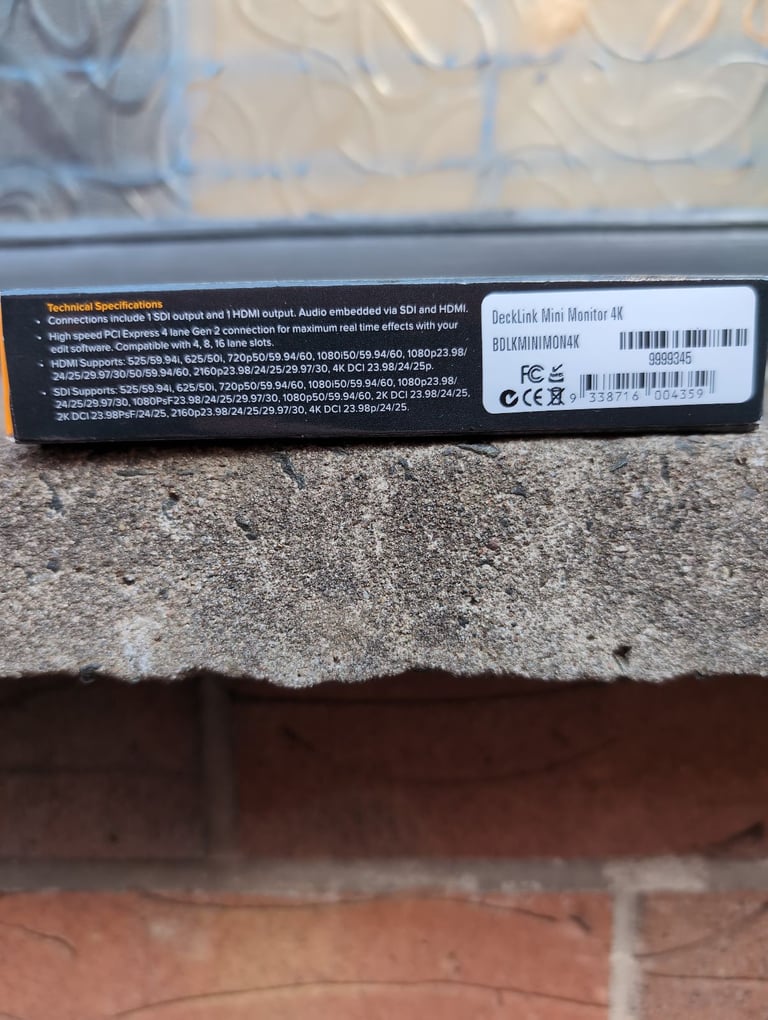 Technical Specifications
• Connections include 1 SDI output and 1 HDMI output. Audio embedded via SDI and HDMI.
• High speed PCI Express 4 lane Gen 2 connection for maximum real time effects with your
edit software. Compatible with 4, 8, 16 lane slots.
• HDMI Supports: 525/59.94i, 625/50i, 720p50/59.94/60, 1080i50/59.94/60, 1080p23.98/
24/25/29.97/30/50/59.94/60, 2160p23.98/24/25/29.97/30, 4K DCI 23.98/24/25p.
• SDI Supports: 525/59.94i, 625/50i, 720p50/59.94/60, 1080i50/59.94/60, 1080p23.98/
24/25/29.97/30, 1080PsF23.98/24/25/29.97/30, 1080p50/59.94/60, 2K DCI 23.98/24/25,
2K DCI 23.98PsF/24/25, 2160p23.98/24/25/29.97/30, 4K DCI 23.98p/24/25.
DeckLink Mini Monitor 4K
BDLKMINIMON4K
9999345
FC CE
9 338716 004359